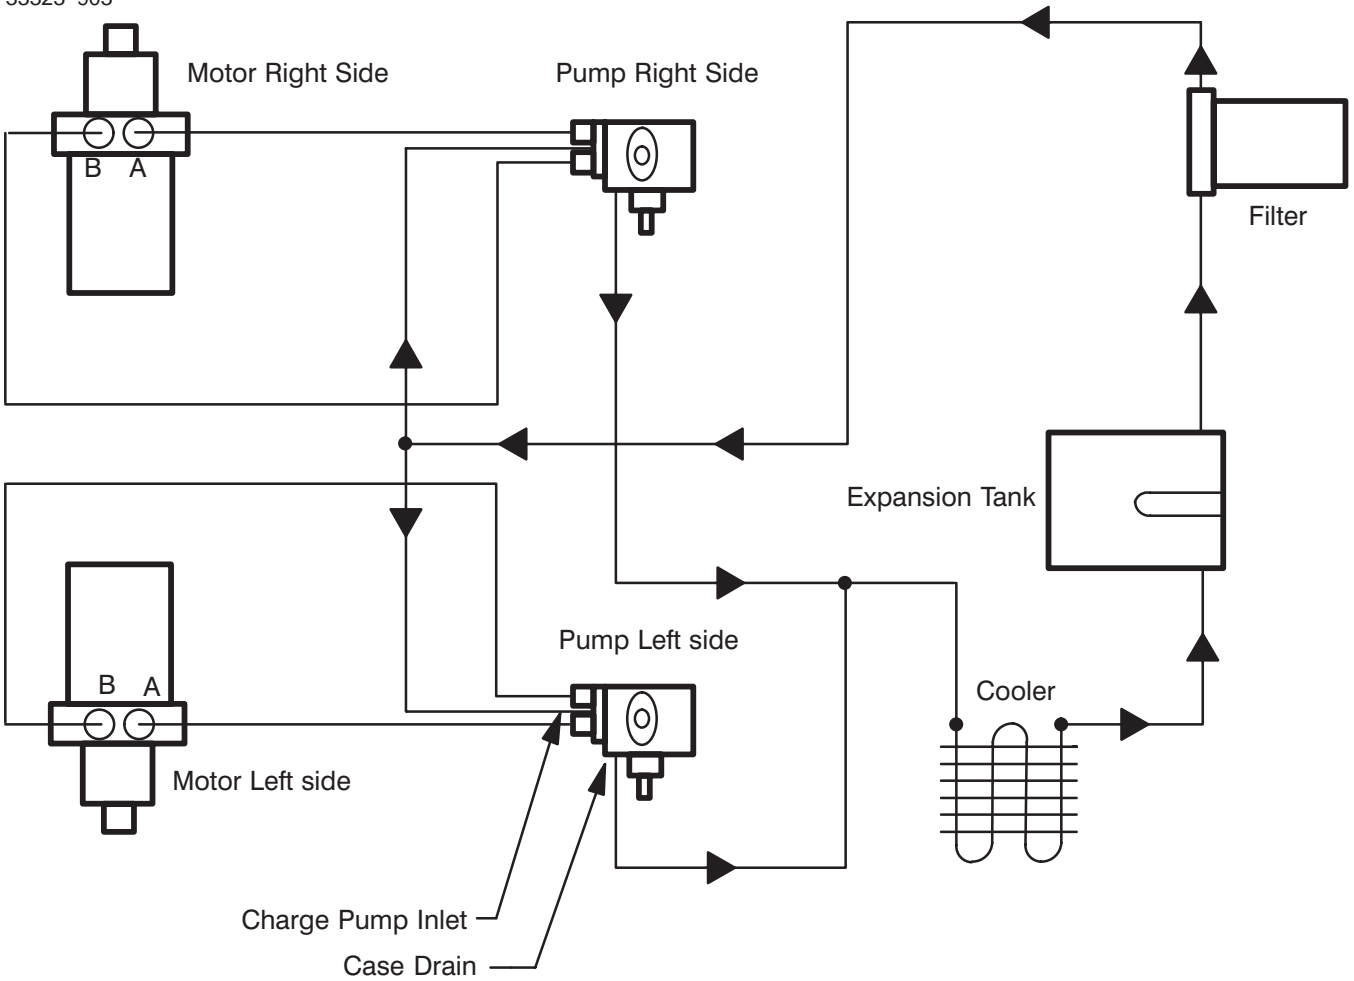 Motor Right Side
Pump Right Side
B A
Filter
Expansion Tank
Pump Left side
B A
Cooler
Motor Left side
Charge Pump Inlet
Case Drain